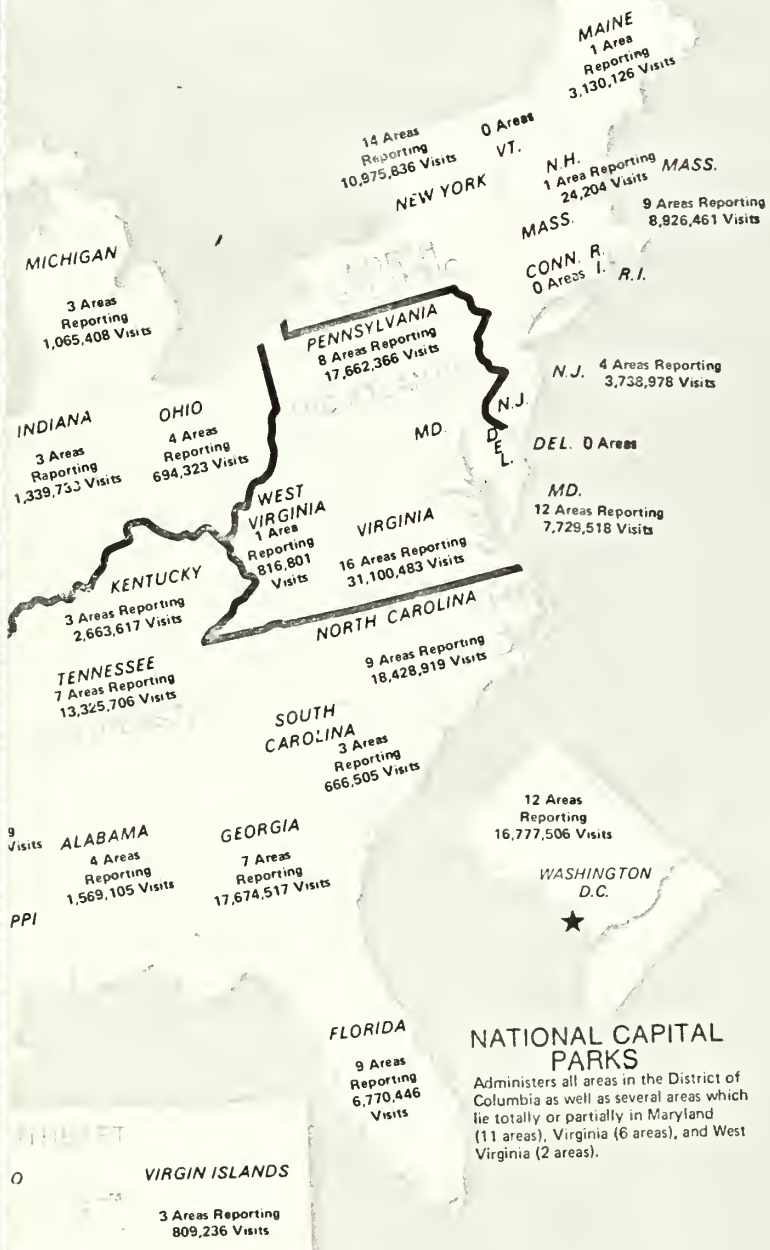 MAINE
1 Area
Reporting
3,130,126 Visits
14 Areas
Reporting
10,975,836 Visits
NEW YORK
0 Areas
VT.
N.H.
1 Area Reporting
24,204 Visits
MASS.
9 Areas Reporting
8,926,461 Visits
MASS.
CONN. R.
0 Areas I.
R.I.
MICHIGAN
3 Areas
Reporting
1,065,408 Visits
PENNSYLVANIA
8 Areas Reporting
17,662,366 Visits
N.J. 4 Areas Reporting
3,738,978 Visits
N.J.
INDIANA
3 Areas
Raporting
1,339,733 Visits
OHIO
4 Areas
Reporting
694,323 Visits
MD.
DEL.
DEL. 0 Areas
MD.
12 Areas Reporting
7,729,518 Visits
WEST
VIRGINIA
1 Area
Reporting
816,801
Visits
VIRGINIA
16 Areas Reporting
31,100,483 Visits
KENTUCKY
3 Areas Reporting
2,663,617 Visits
NORTH CAROLINA
9 Areas Reporting
18,428,919 Visits
TENNESSEE
7 Areas Reporting
13,325,706 Visits
SOUTH
CAROLINA
3 Areas
Reporting
666,505 Visits
9
Visits
PPI
ALABAMA
4 Areas
Reporting
1,569,105 Visits
GEORGIA
7 Areas
Reporting
17,674,517 Visits
12 Areas
Reporting
16,777,506 Visits
WASHINGTON
D.C.
FLORIDA
9 Areas
Reporting
6,770,446
Visits
NATIONAL CAPITAL
PARKS
Administers all areas in the District of
Columbia as well as several areas which
lie totally or partially in Maryland
(11 areas), Virginia (6 areas), and West
Virginia (2 areas).
O
VIRGIN ISLANDS
3 Areas Reporting
809,236 Visits